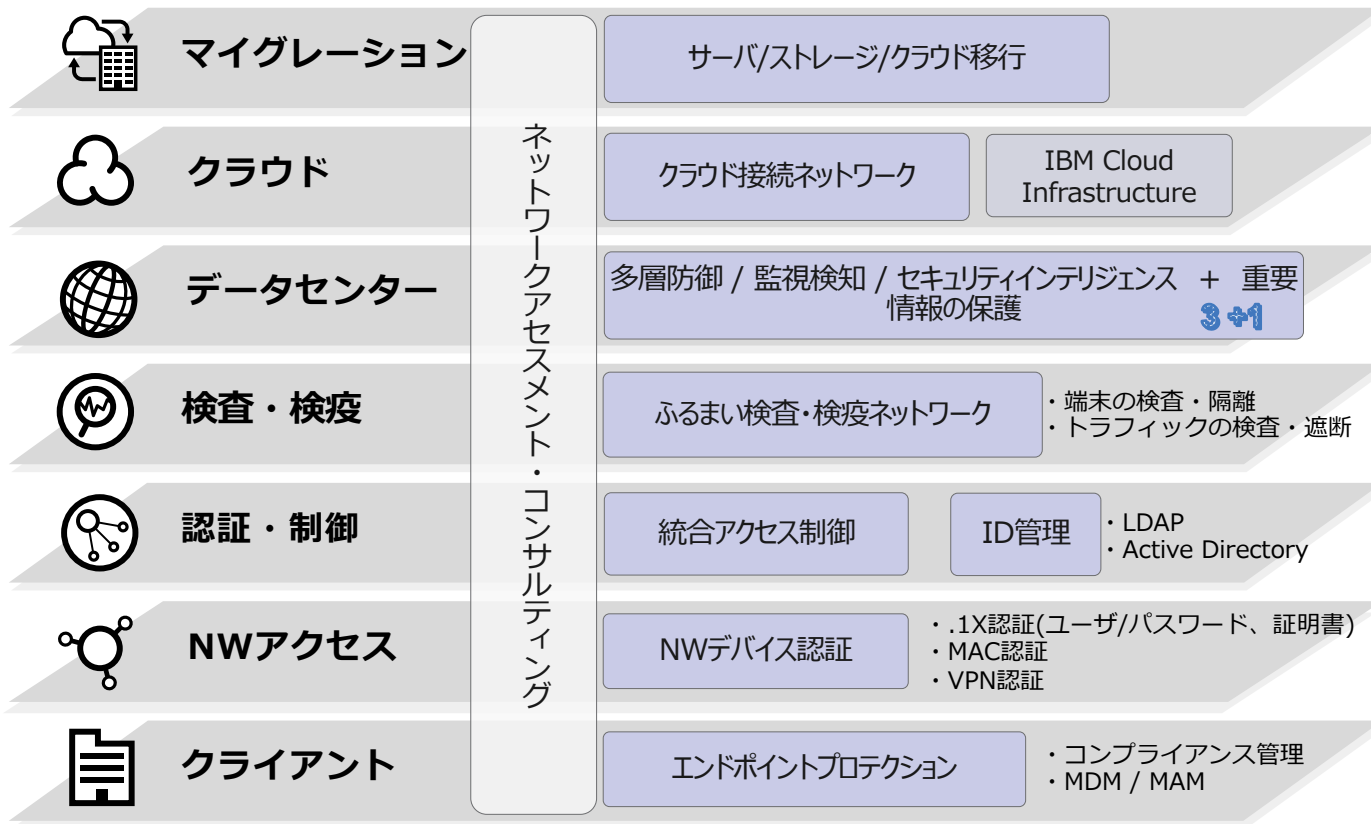 マイグレーション
サーバ/ストレージ/クラウド移行
ネットワークアセスメント・コンサルティング
クラウド
クラウド接続ネットワーク
IBM Cloud
Infrastructure
データセンター
多層防御 / 監視検知 / セキュリティインテリジェンス + 重要
情報の保護
3+1
検査・検疫
ふるまい検査・検疫ネットワーク
・端末の検査・隔離
・トラフィックの検査・遮断
認証・制御
統合アクセス制御
ID管理
・LDAP
・Active Directory
NWアクセス
NWデバイス認証
・.1X認証(ユーザ/パスワード、証明書)
・MAC認証
・VPN認証
クライアント
エンドポイントプロテクション
・コンプライアンス管理
・MDM / MAM